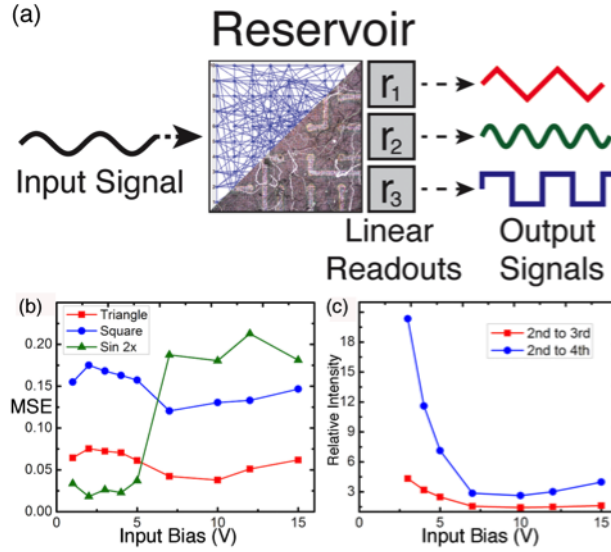 (a)
Reservoir
Input Signal
r1
r2
r3
Linear
Readouts
Output
Signals
(b)
Triangle
Square
Sin 2x
MSE
0.20
0.15
0.10
0.05
0.00
0 5 10 15
Input Bias (V)
(c)
2nd to 3rd
2nd to 4th
Relative Intensity
21
18
15
12
9
6
3
0 5 10 15
Input Bias (V)